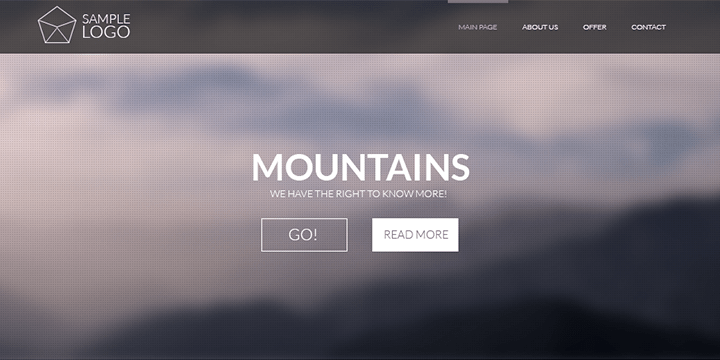 SAMPLE
LOGO
MAIN PAGE
ABOUT US
OFFER
CONTACT
MOUNTAINS
WE HAVE THE RIGHT TO KNOW MORE!
GO!
READ MORE